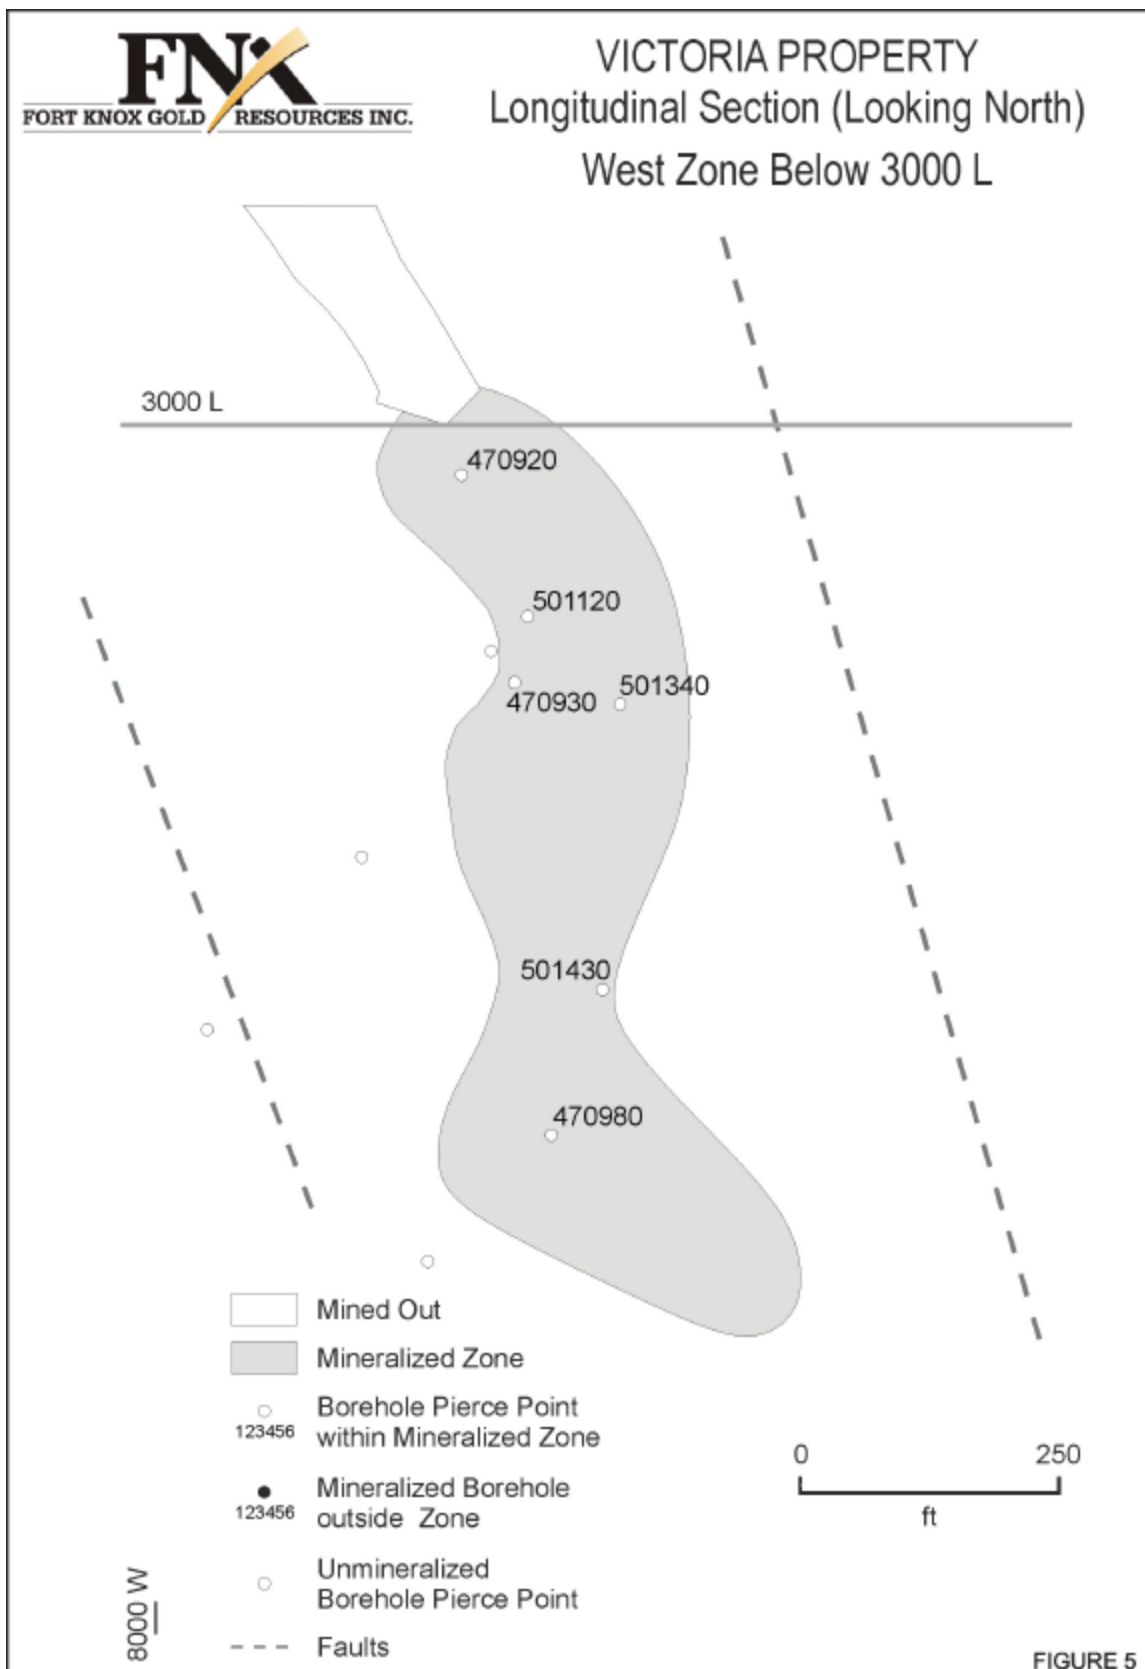 FNX
FORT KNOX GOLD RESOURCES INC.
VICTORIA PROPERTY
Longitudinal Section (Looking North)
West Zone Below 3000 L
3000 L
470920
501120
501340
470930
501430
470980
Mined Out
Mineralized Zone
123456
Borehole Pierce Point
within Mineralized Zone
123456
Mineralized Borehole
outside Zone
Unmineralized
Borehole Pierce Point
Faults
0 250
ft
8000 W
FIGURE 5